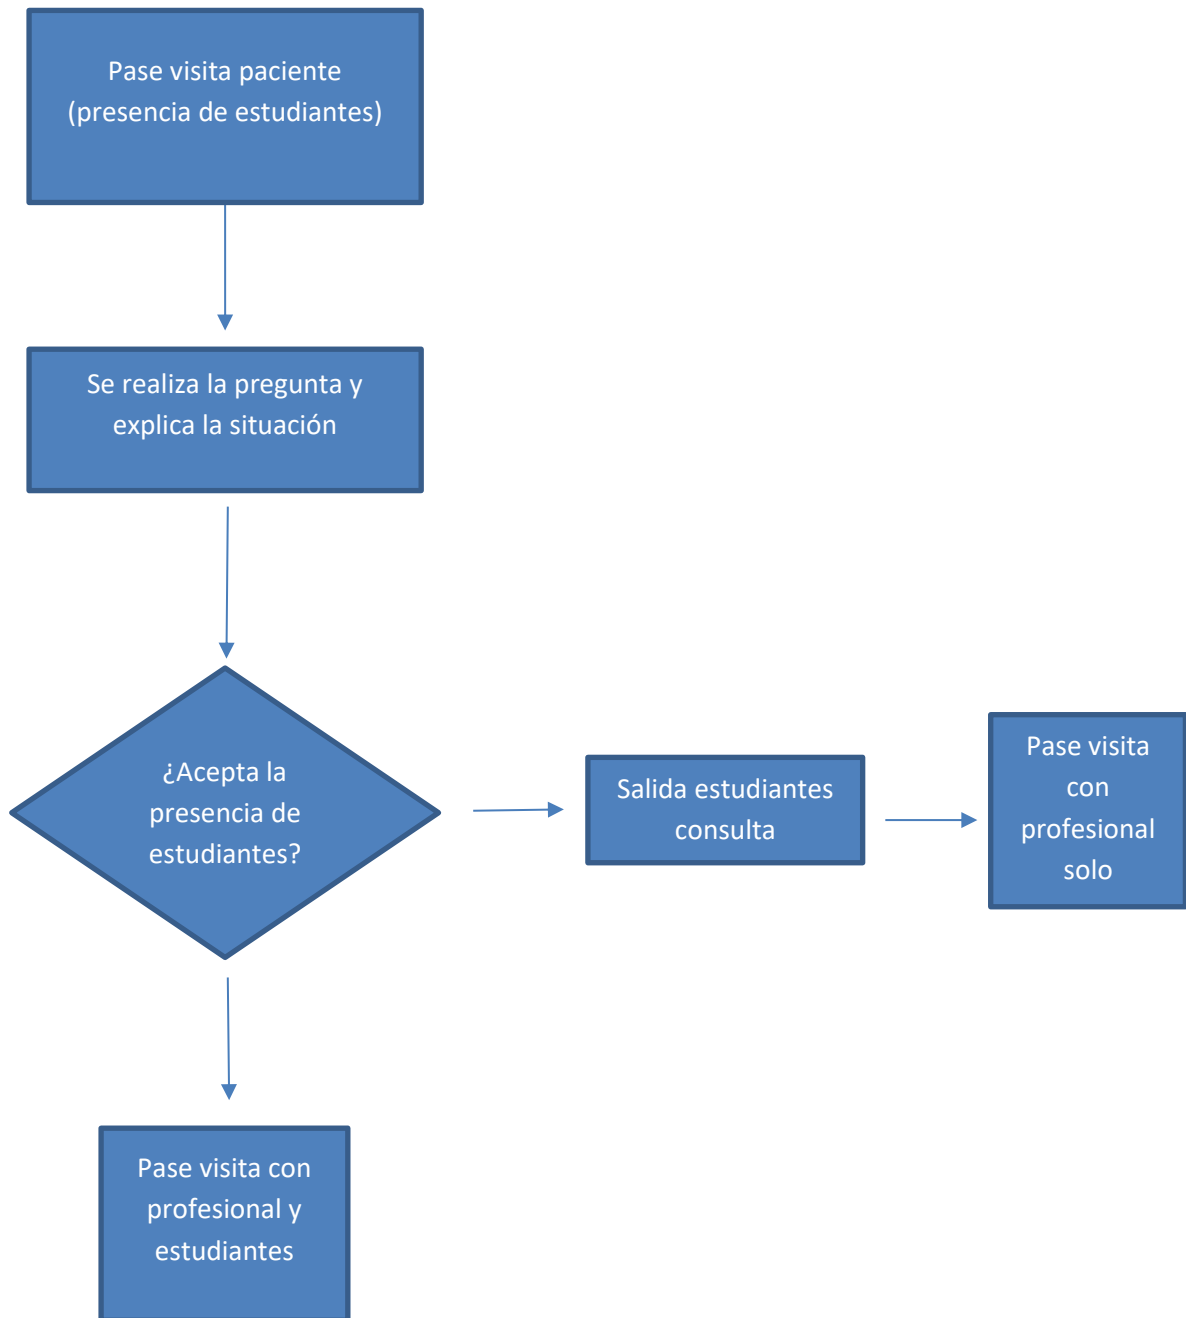 Pase visita paciente
(presencia de estudiantes)
Se realiza la pregunta y
explica la situación
¿Acepta la
presencia de
estudiantes?
Salida estudiantes
consulta
Pase visita
con
profesional
solo
Pase visita con
profesional y
estudiantes